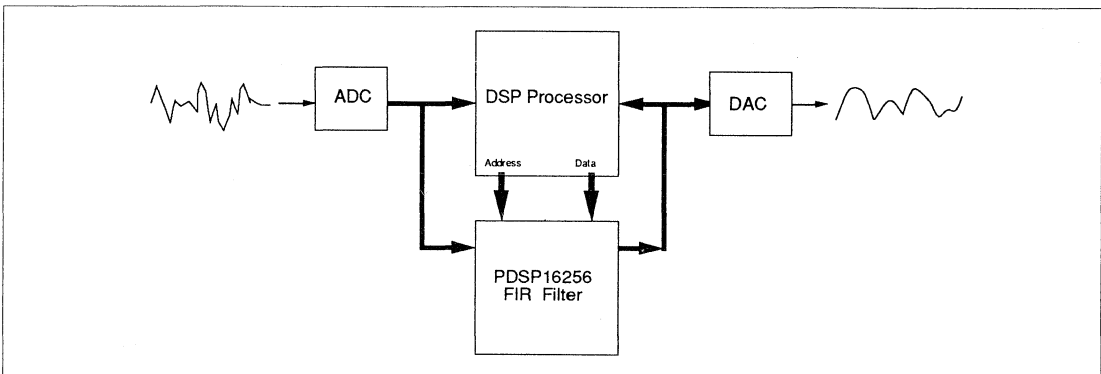 ADC
DSP Processor
DAC
Address
Data
PDSP16256
FIR Filter